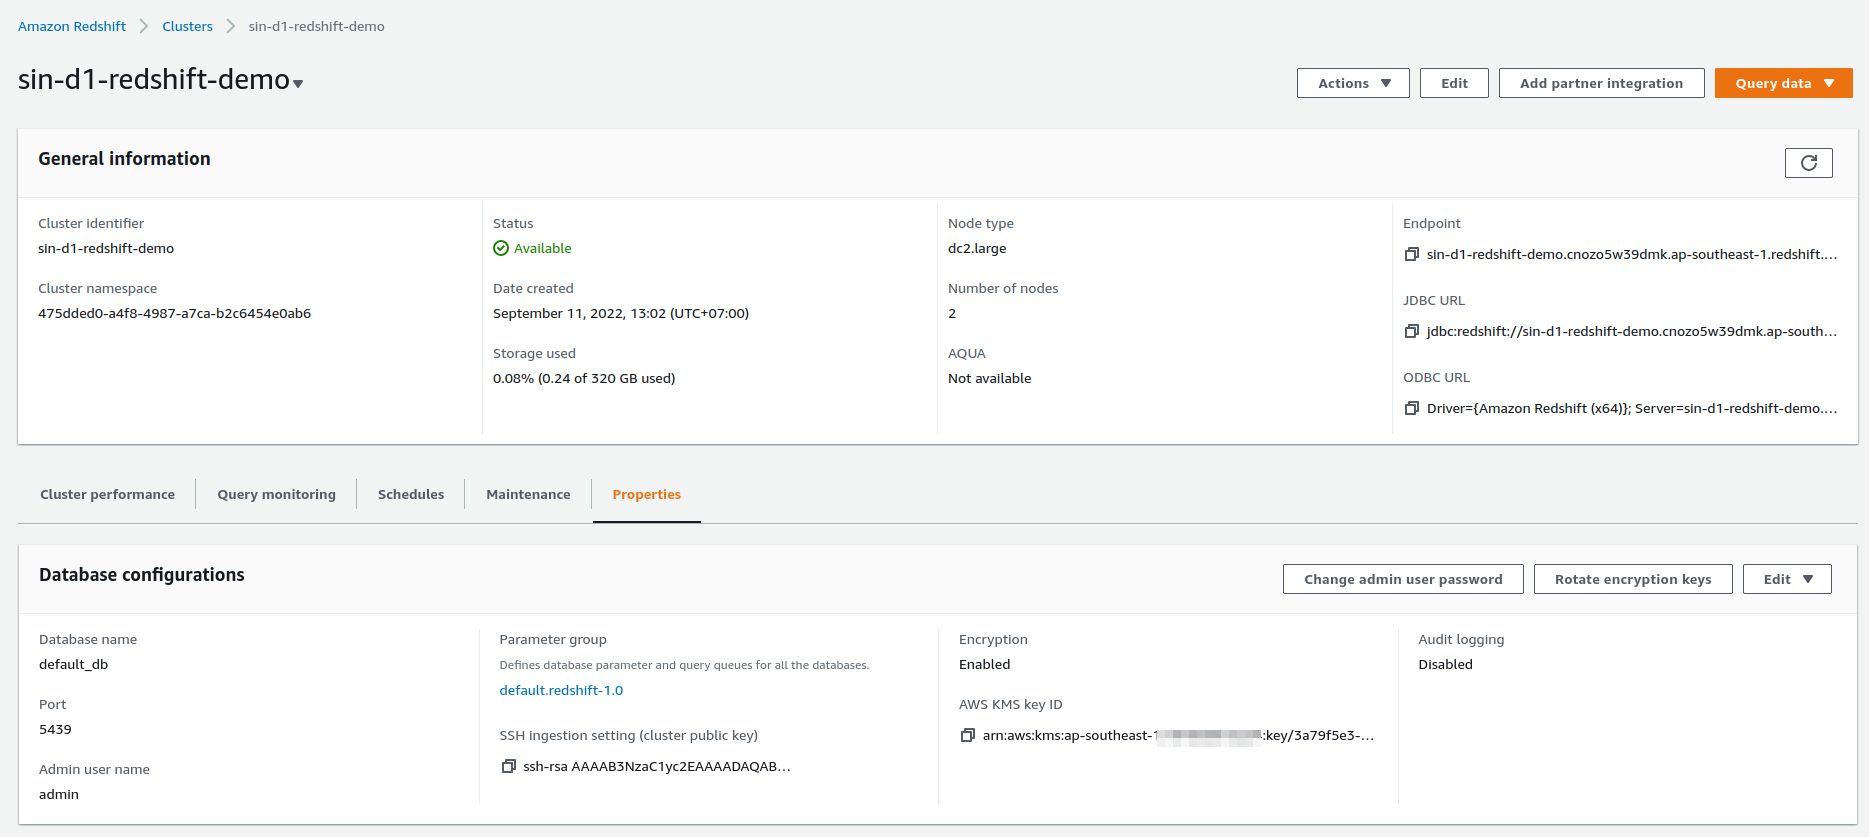 Amazon Redshift > Clusters > sin-d1-redshift-demo
sin-d1-redshift-demo
Actions
Edit
Add partner integration
Query data
General information
Cluster identifier
sin-d1-redshift-demo
Cluster namespace
475dded0-a4f8-4987-a7ca-b2c6454e0ab6
Status
Available
Date created
September 11, 2022, 13:02 (UTC+07:00)
Storage used
0.08% (0.24 of 320 GB used)
Node type
dc2.large
Number of nodes
2
AQUA
Not available
Endpoint
sin-d1-redshift-demo.cnozo5w39dmk.ap-southeast-1.redshift.…
JDBC URL
jdbc:redshift://sin-d1-redshift-demo.cnozo5w39dmk.ap-south…
ODBC URL
Driver={Amazon Redshift (x64)}; Server=sin-d1-redshift-demo.…
Cluster performance
Query monitoring
Schedules
Maintenance
Properties
Database configurations
Change admin user password
Rotate encryption keys
Edit
Database name
default_db
Port
5439
Admin user name
admin
Parameter group
Defines database parameter and query queues for all the databases.
default.redshift-1.0
SSH ingestion setting (cluster public key)
ssh-rsa AAAAB3NzaC1yc2EAAAADAQAB…
Encryption
Enabled
AWS KMS key ID
arn:aws:kms:ap-southeast-1 :key/3a79f5e3-…
Audit logging
Disabled